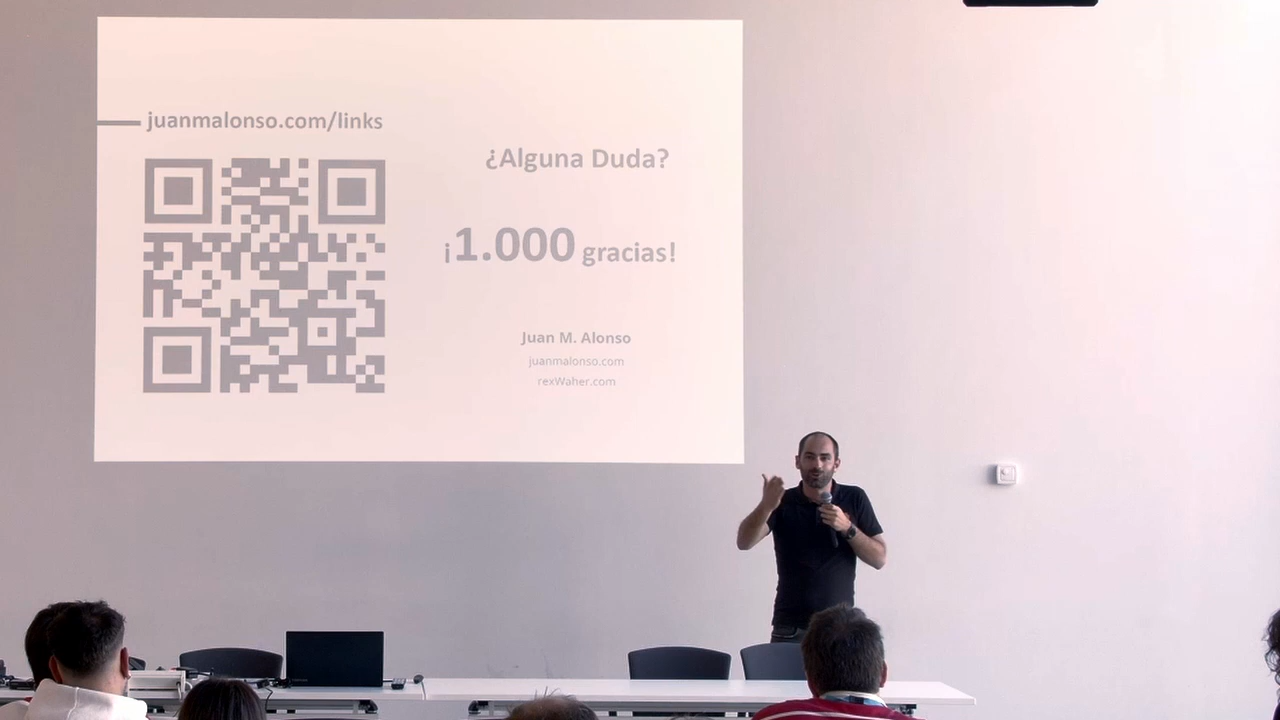 juanmalonso.com/links
¿Alguna Duda?
¡1.000 gracias!
Juan M. Alonso
juanmalonso.com
rexWaher.com